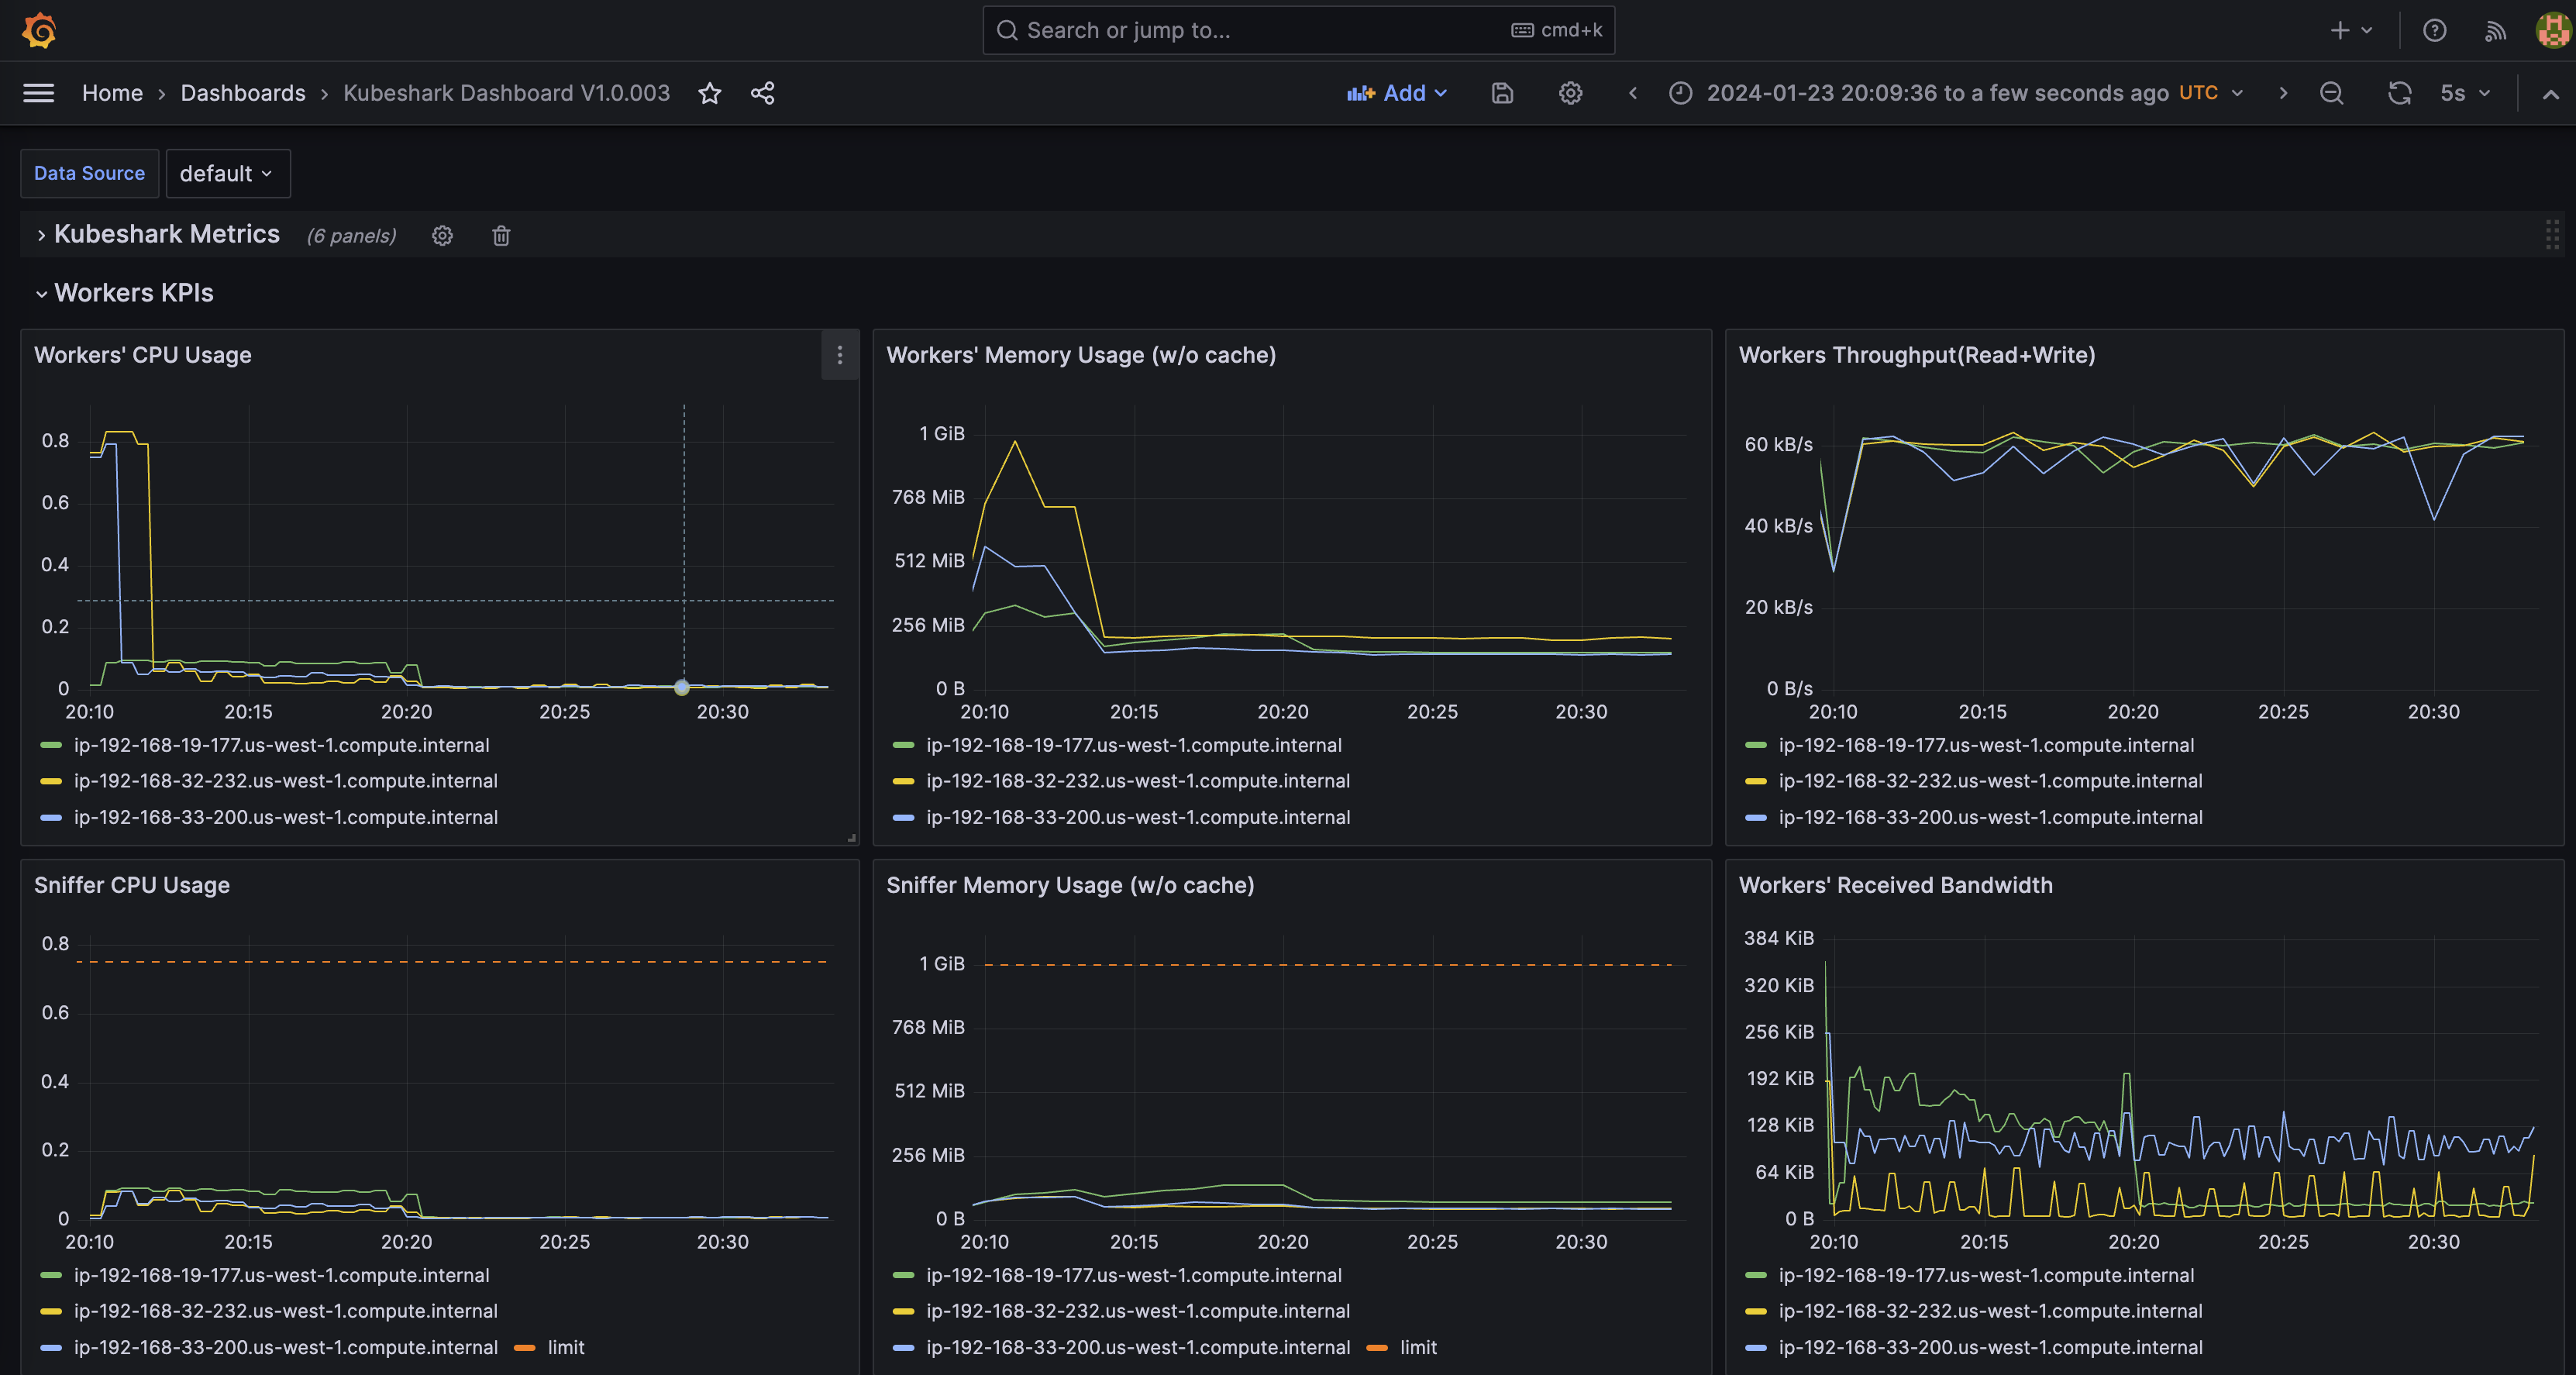 Search or jump to... cmd+k
Home › Dashboards › Kubeshark Dashboard V1.0.003 Add 2024-01-23 20:09:36 to a few seconds ago UTC 5s
Data Source default
Kubeshark Metrics (6 panels)
Workers KPIs
Workers' CPU Usage
0.8
0.6
0.4
0.2
0
20:10 20:15 20:20 20:25 20:30
ip-192-168-19-177.us-west-1.compute.internal
ip-192-168-32-232.us-west-1.compute.internal
ip-192-168-33-200.us-west-1.compute.internal
Workers' Memory Usage (w/o cache)
1 GiB
768 MiB
512 MiB
256 MiB
0 B
20:10 20:15 20:20 20:25 20:30
ip-192-168-19-177.us-west-1.compute.internal
ip-192-168-32-232.us-west-1.compute.internal
ip-192-168-33-200.us-west-1.compute.internal
Workers Throughput(Read+Write)
60 kB/s
40 kB/s
20 kB/s
0 B/s
20:10 20:15 20:20 20:25 20:30
ip-192-168-19-177.us-west-1.compute.internal
ip-192-168-32-232.us-west-1.compute.internal
ip-192-168-33-200.us-west-1.compute.internal
Sniffer CPU Usage
0.8
0.6
0.4
0.2
0
20:10 20:15 20:20 20:25 20:30
ip-192-168-19-177.us-west-1.compute.internal
ip-192-168-32-232.us-west-1.compute.internal
ip-192-168-33-200.us-west-1.compute.internal limit
Sniffer Memory Usage (w/o cache)
1 GiB
768 MiB
512 MiB
256 MiB
0 B
20:10 20:15 20:20 20:25 20:30
ip-192-168-19-177.us-west-1.compute.internal
ip-192-168-32-232.us-west-1.compute.internal
ip-192-168-33-200.us-west-1.compute.internal limit
Workers' Received Bandwidth
384 KiB
320 KiB
256 KiB
192 KiB
128 KiB
64 KiB
0 B
20:10 20:15 20:20 20:25 20:30
ip-192-168-19-177.us-west-1.compute.internal
ip-192-168-32-232.us-west-1.compute.internal
ip-192-168-33-200.us-west-1.compute.internal